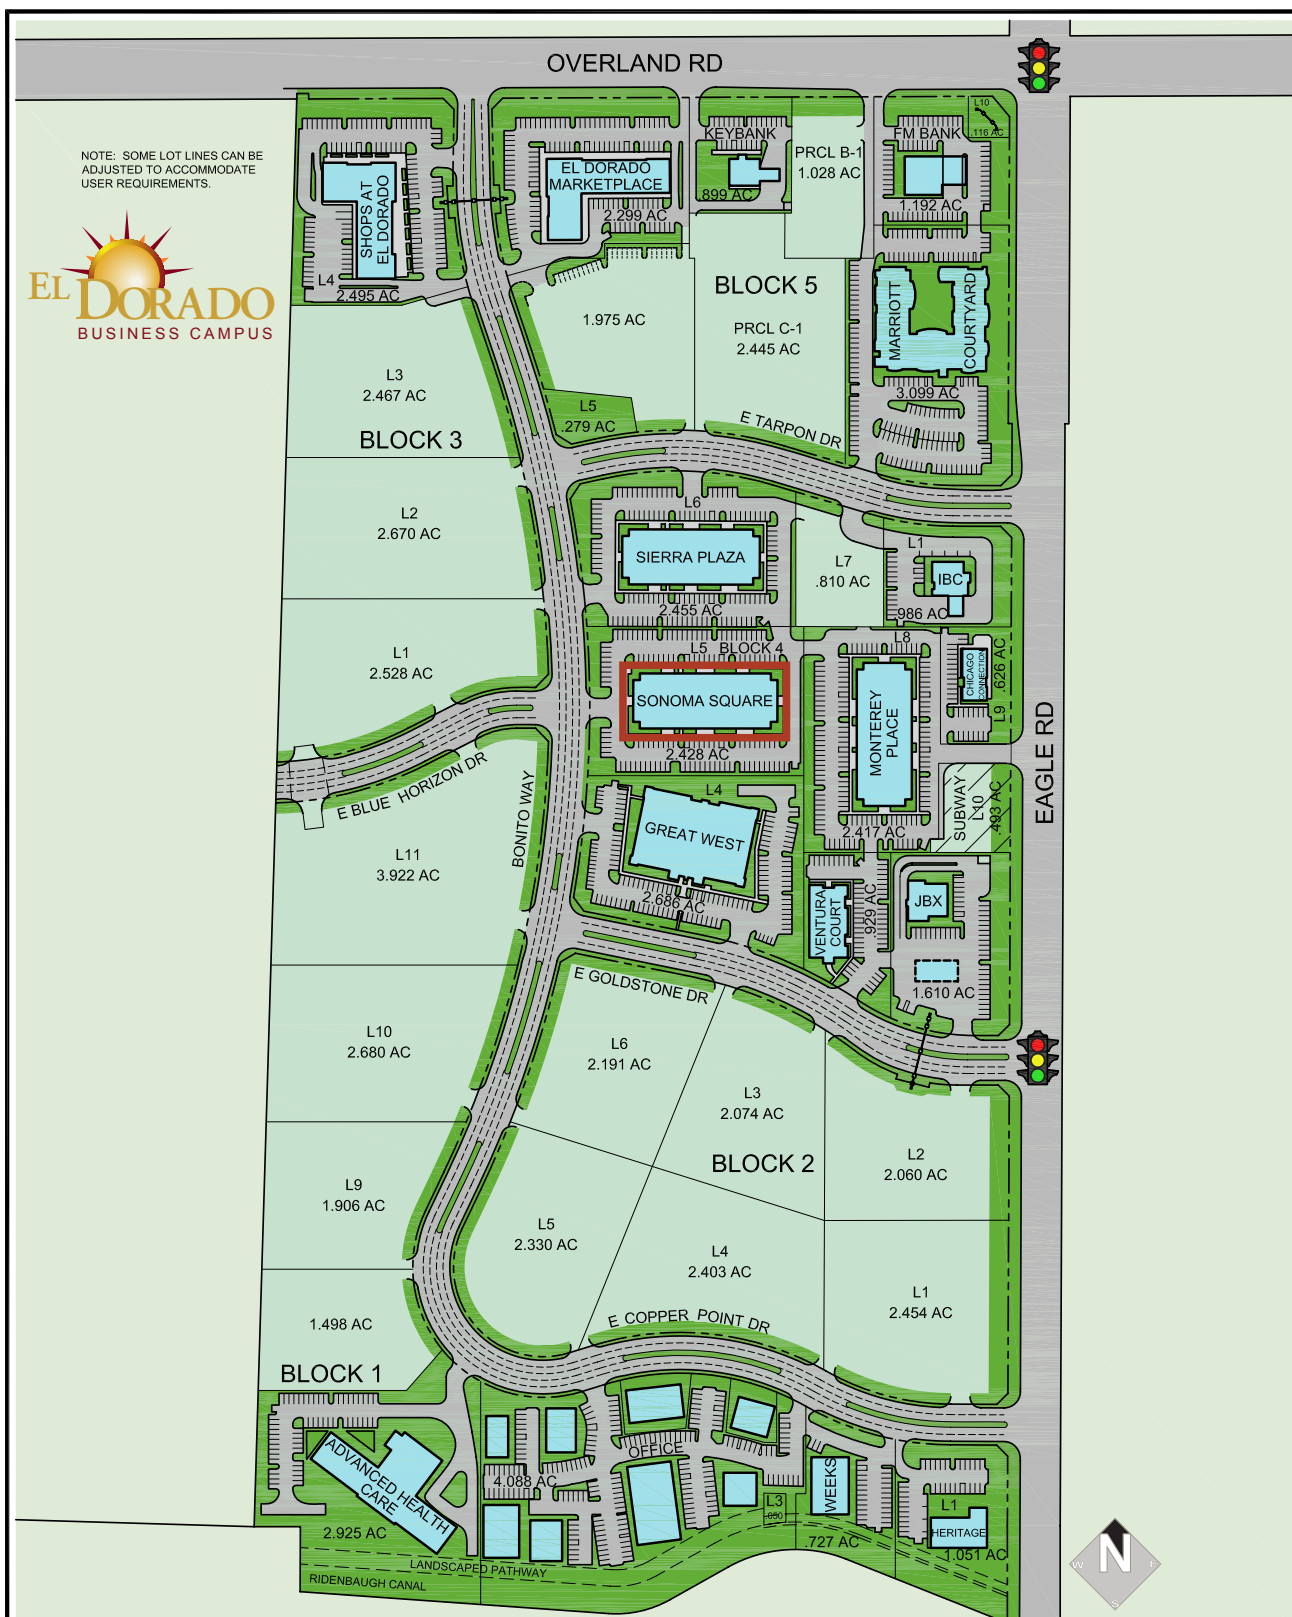 OVERLAND RD
NOTE: SOME LOT LINES CAN BE
ADJUSTED TO ACCOMMODATE
USER REQUIREMENTS.
EL DORADO
BUSINESS CAMPUS
SHOPS AT
EL DORADO
L4
2.495 AC
EL DORADO
MARKETPLACE
2.299 AC
KEYBANK
.899 AC
PRCL B-1
1.028 AC
FM BANK
1.192 AC
L10
.116 AC
BLOCK 5
1.975 AC
PRCL C-1
2.445 AC
MARRIOTT
COURTYARD
3.099 AC
L3
2.467 AC
BLOCK 3
L5
.279 AC
E TARPON DR
L2
2.670 AC
L6
SIERRA PLAZA
2.455 AC
L7
.810 AC
L1
IBC
.986 AC
L1
2.528 AC
L5 BLOCK 4
SONOMA SQUARE
2.428 AC
L8
MONTEREY
PLACE
2.417 AC
CHICAGO
CONNECTION
.626 AC
L9
EAGLE RD
E BLUE HORIZON DR
BONITO WAY
L4
GREAT WEST
2.686 AC
SUBWAY
L10
.493 AC
L11
3.922 AC
VENTURA
COURT
.929 AC
JBX
1.610 AC
E GOLDSTONE DR
L10
2.680 AC
L6
2.191 AC
L3
2.074 AC
BLOCK 2
L2
2.060 AC
L9
1.906 AC
L5
2.330 AC
L4
2.403 AC
L1
2.454 AC
1.498 AC
BLOCK 1
E COPPER POINT DR
ADVANCED HEALTH
CARE
2.925 AC
OFFICE
4.088 AC
L3
.050
WEEKS
.727 AC
L1
HERITAGE
1.051 AC
LANDSCAPED PATHWAY
RIDENBAUGH CANAL
N
W
E
S